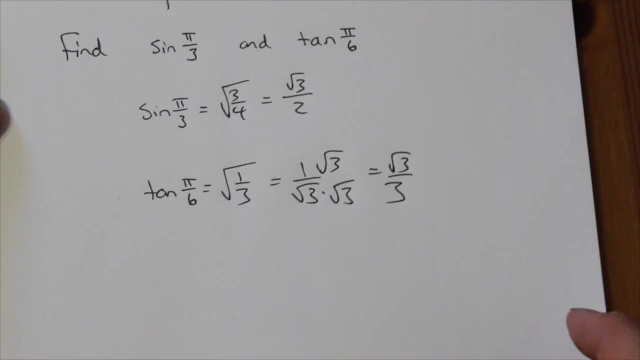 Find sin π/3 and tan π/6
sin π/3 = √(3/4) = √3/2
tan π/6 = √(1/3) = 1√3/(√3·√3) = √3/3